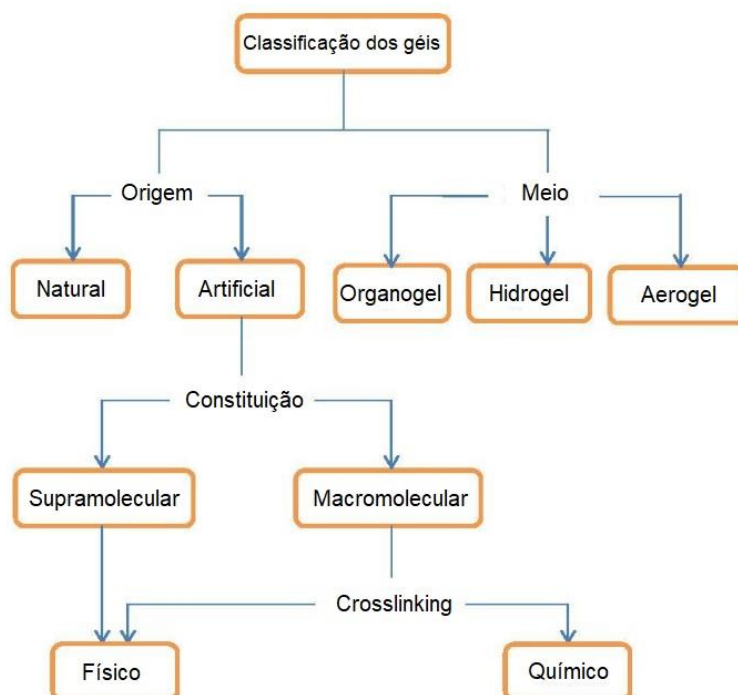 Classificação dos géis
Origem
Meio
Natural
Artificial
Organogel
Hidrogel
Aerogel
Constituição
Supramolecular
Macromolecular
Crosslinking
Físico
Químico